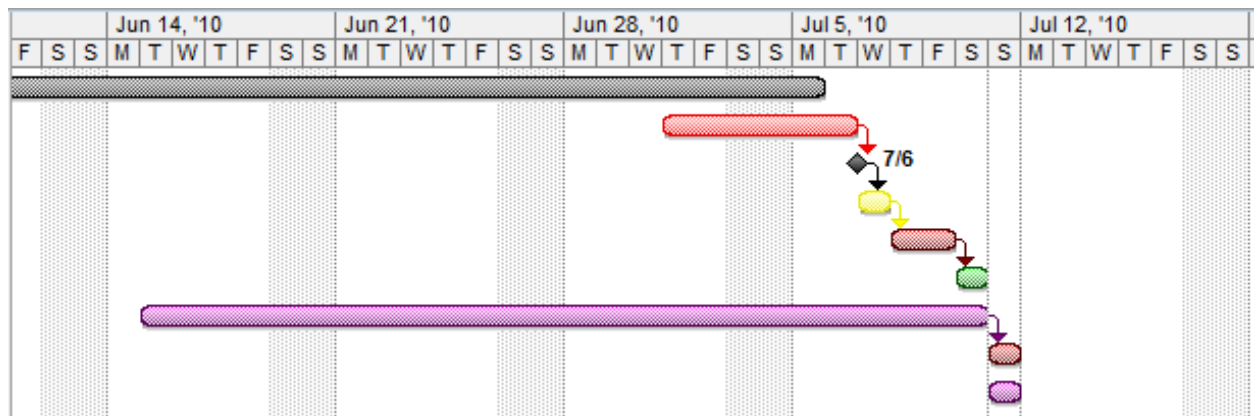 Jun 14, '10 Jun 21, '10 Jun 28, '10 Jul 5, '10 Jul 12, '10
F S S M T W T F S S M T W T F S S M T W T F S S M T W T F S S M T W T F S S
7/6